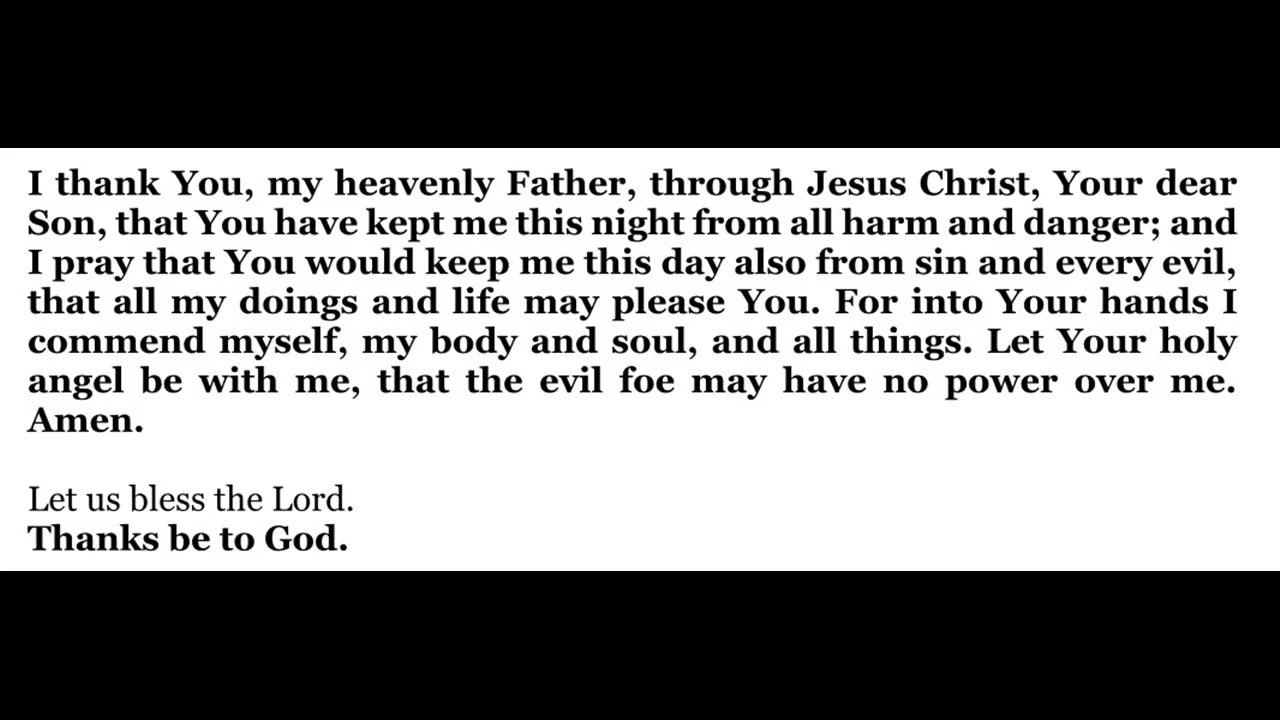 I thank You, my heavenly Father, through Jesus Christ, Your dear
Son, that You have kept me this night from all harm and danger; and
I pray that You would keep me this day also from sin and every evil,
that all my doings and life may please You. For into Your hands I
commend myself, my body and soul, and all things. Let Your holy
angel be with me, that the evil foe may have no power over me.
Amen.
Let us bless the Lord.
Thanks be to God.